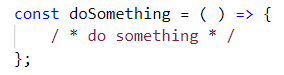 const doSomething = ( ) => {
/ * do something * /
};